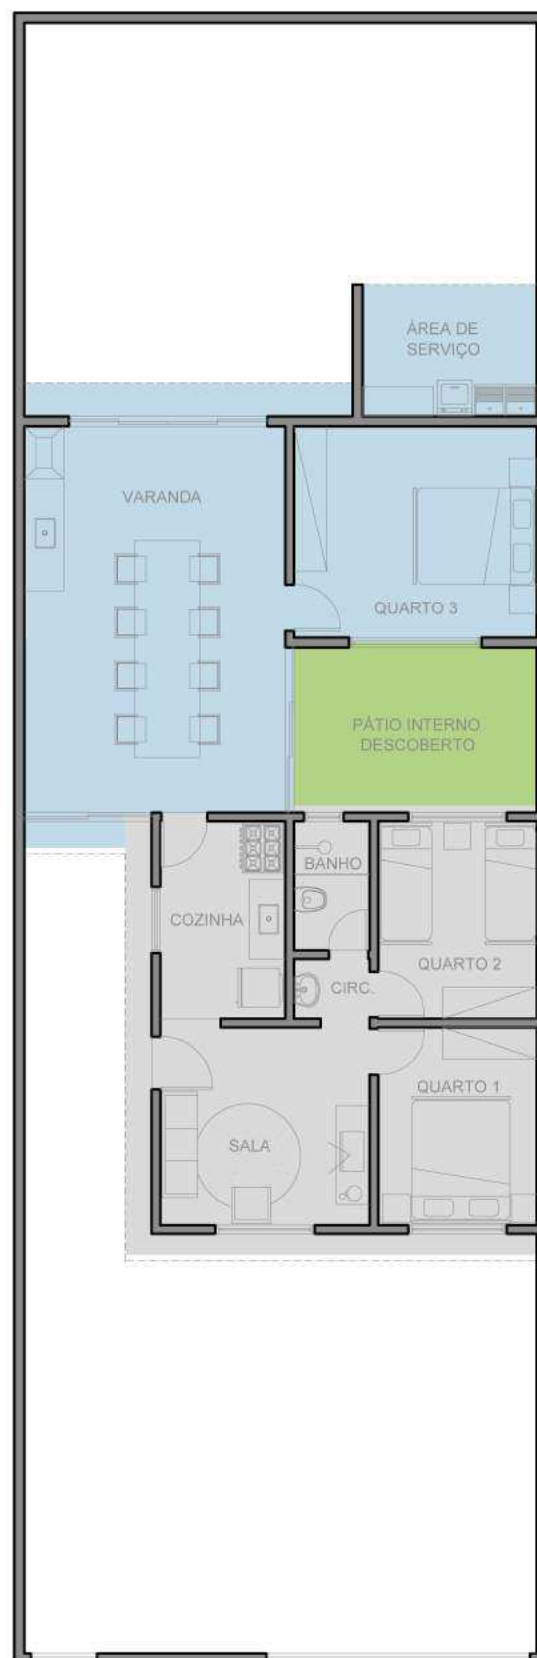 ÁREA DE
SERVIÇO
VARANDA
QUARTO 3
PÁTIO INTERNO
DESCOBERTO
BANHO
COZINHA
QUARTO 2
CIRC.
QUARTO 1
SALA